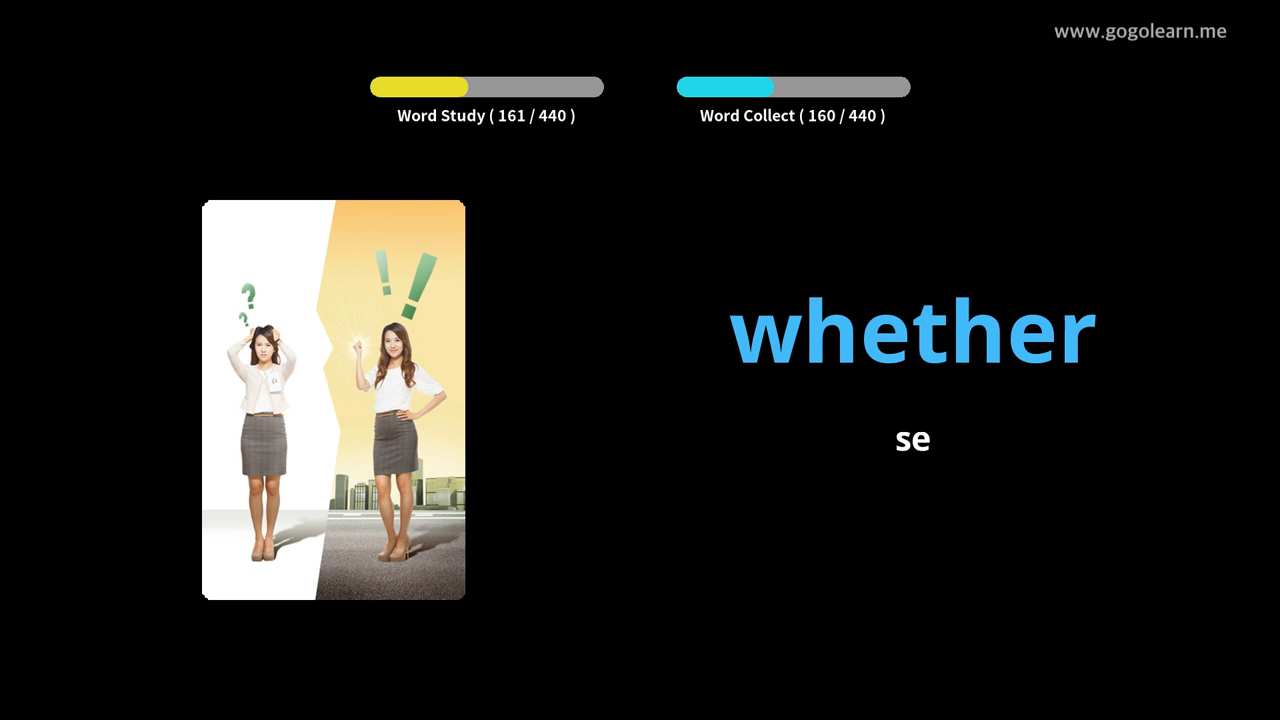 www.gogolearn.me
Word Study ( 161 / 440 )
Word Collect ( 160 / 440 )
? ?
! !
whether
se